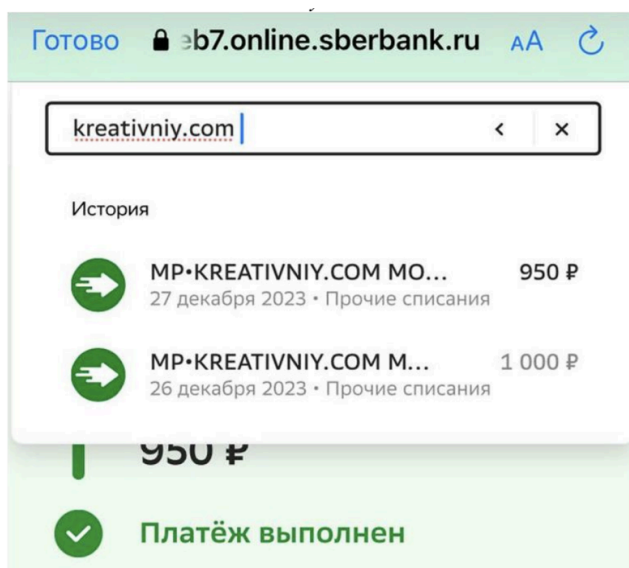 Готово eb7.online.sberbank.ru AA
kreativniy.com
История
MP•KREATIVNIY.COM MO... 950 ₽
27 декабря 2023 • Прочие списания
MP•KREATIVNIY.COM M... 1 000 ₽
26 декабря 2023 • Прочие списания
950 ₽
Платёж выполнен